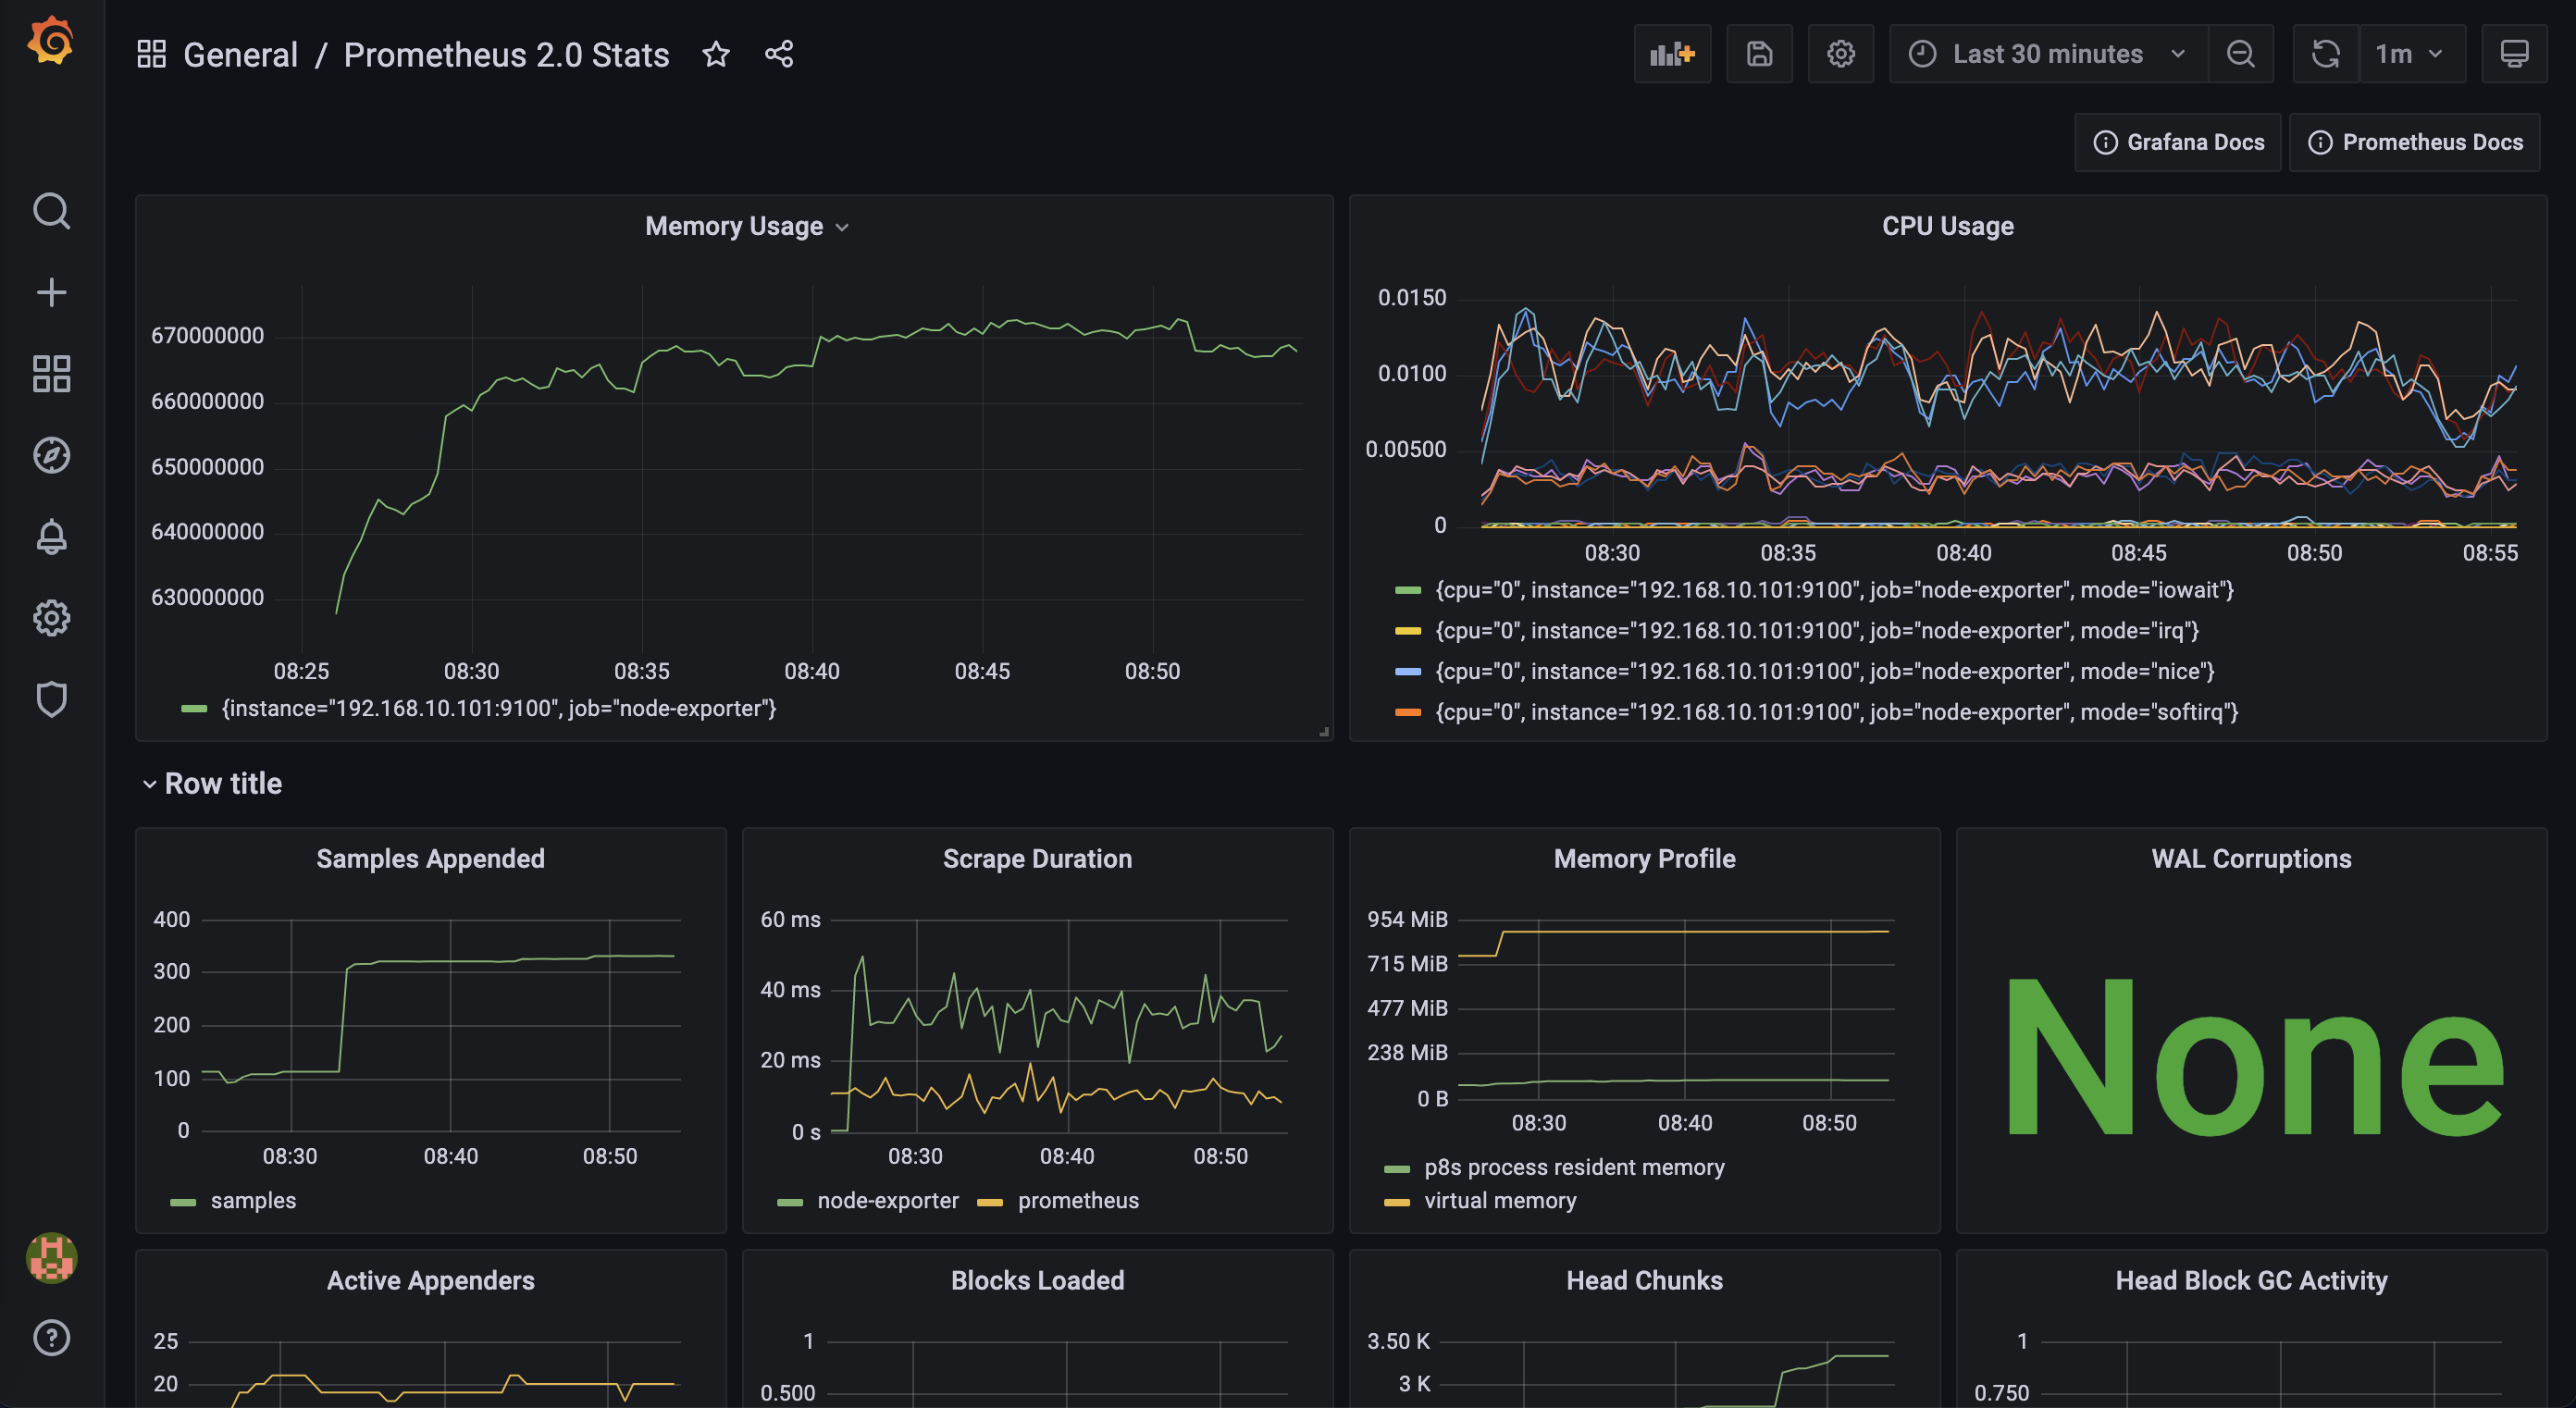 General / Prometheus 2.0 Stats
Last 30 minutes
1m
Grafana Docs
Prometheus Docs
Memory Usage
670000000
660000000
650000000
640000000
630000000
08:25 08:30 08:35 08:40 08:45 08:50
{instance="192.168.10.101:9100", job="node-exporter"}
CPU Usage
0.0150
0.0100
0.00500
0
08:30 08:35 08:40 08:45 08:50 08:55
{cpu="0", instance="192.168.10.101:9100", job="node-exporter", mode="iowait"}
{cpu="0", instance="192.168.10.101:9100", job="node-exporter", mode="irq"}
{cpu="0", instance="192.168.10.101:9100", job="node-exporter", mode="nice"}
{cpu="0", instance="192.168.10.101:9100", job="node-exporter", mode="softirq"}
Row title
Samples Appended
400
300
200
100
0
08:30 08:40 08:50
samples
Scrape Duration
60 ms
40 ms
20 ms
0 s
08:30 08:40 08:50
node-exporter prometheus
Memory Profile
954 MiB
715 MiB
477 MiB
238 MiB
0 B
08:30 08:40 08:50
p8s process resident memory
virtual memory
WAL Corruptions
None
Active Appenders
25
20
Blocks Loaded
1
0.500
Head Chunks
3.50 K
3 K
Head Block GC Activity
1
0.750